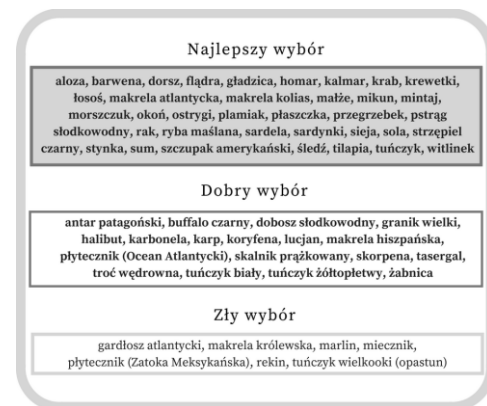 Najlepszy wybór
aloza, barwena, dorsz, flądra, gładzica, homar, kalmar, krab, krewetki,
łosoś, makrela atlantycka, makrela kolias, małże, mikun, mintaj,
morszczuk, okoń, ostrygi, plamiak, płaszczka, przegrzebek, pstrąg
słodkowodny, rak, ryba maślana, sardela, sardynki, sieja, sola, strzępiel
czarny, stynka, sum, szczupak amerykański, śledź, tilapia, tuńczyk, witlinek
Dobry wybór
antar patagoński, buffalo czarny, dobosz słodkowodny, granik wielki,
halibut, karbonela, karp, koryfena, lucjan, makrela hiszpańska,
płytecznik (Ocean Atlantycki), skalnik prążkowany, skorpena, tasergal,
troć wędrowna, tuńczyk biały, tuńczyk żółtopłetwy, żabnica
Zły wybór
gardłosz atlantycki, makrela królewska, marlin, miecznik,
płytecznik (Zatoka Meksykańska), rekin, tuńczyk wielkooki (opastun)